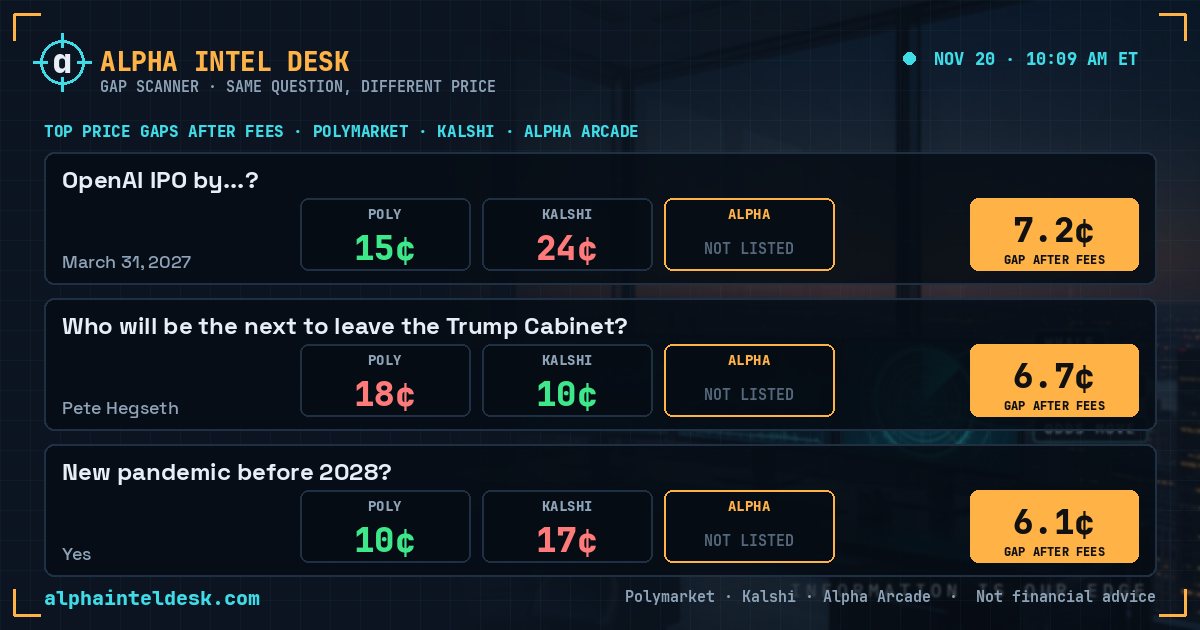 α
ALPHA INTEL DESK
GAP SCANNER · SAME QUESTION, DIFFERENT PRICE
NOV 20 · 10:09 AM ET
TOP PRICE GAPS AFTER FEES · POLYMARKET · KALSHI · ALPHA ARCADE
OpenAI IPO by...?
March 31, 2027
POLY
15¢
KALSHI
24¢
ALPHA
NOT LISTED
7.2¢
GAP AFTER FEES
Who will be the next to leave the Trump Cabinet?
Pete Hegseth
POLY
18¢
KALSHI
10¢
ALPHA
NOT LISTED
6.7¢
GAP AFTER FEES
New pandemic before 2028?
Yes
POLY
10¢
KALSHI
17¢
ALPHA
NOT LISTED
6.1¢
GAP AFTER FEES
INFORMATION IS OUR EDGE
alphainteldesk.com
Polymarket · Kalshi · Alpha Arcade · Not financial advice